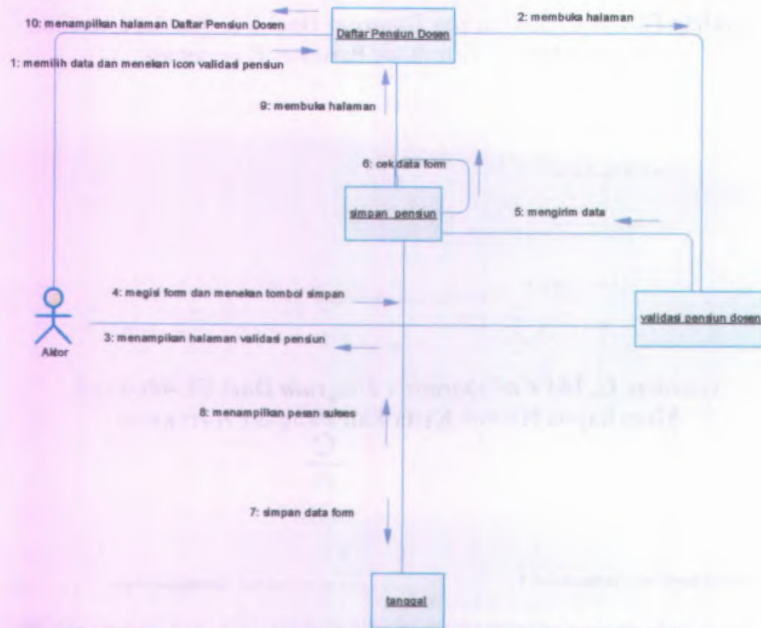 10: menampilkan halaman Daftar Pensiun Dosen
Daftar Pensiun Dosen
2: membuka halaman
1: memilih data dan menekan icon validasi pensiun
9: membuka halaman
6: cek data form
simpan_pensiun
5: mengirim data
4: megisi form dan menekan tombol simpan
validasi pensiun dosen
3: menampikan halaman validasi pensiun
Aktor
8: menampilkan pesan sukses
7: simpan data form
tanggal